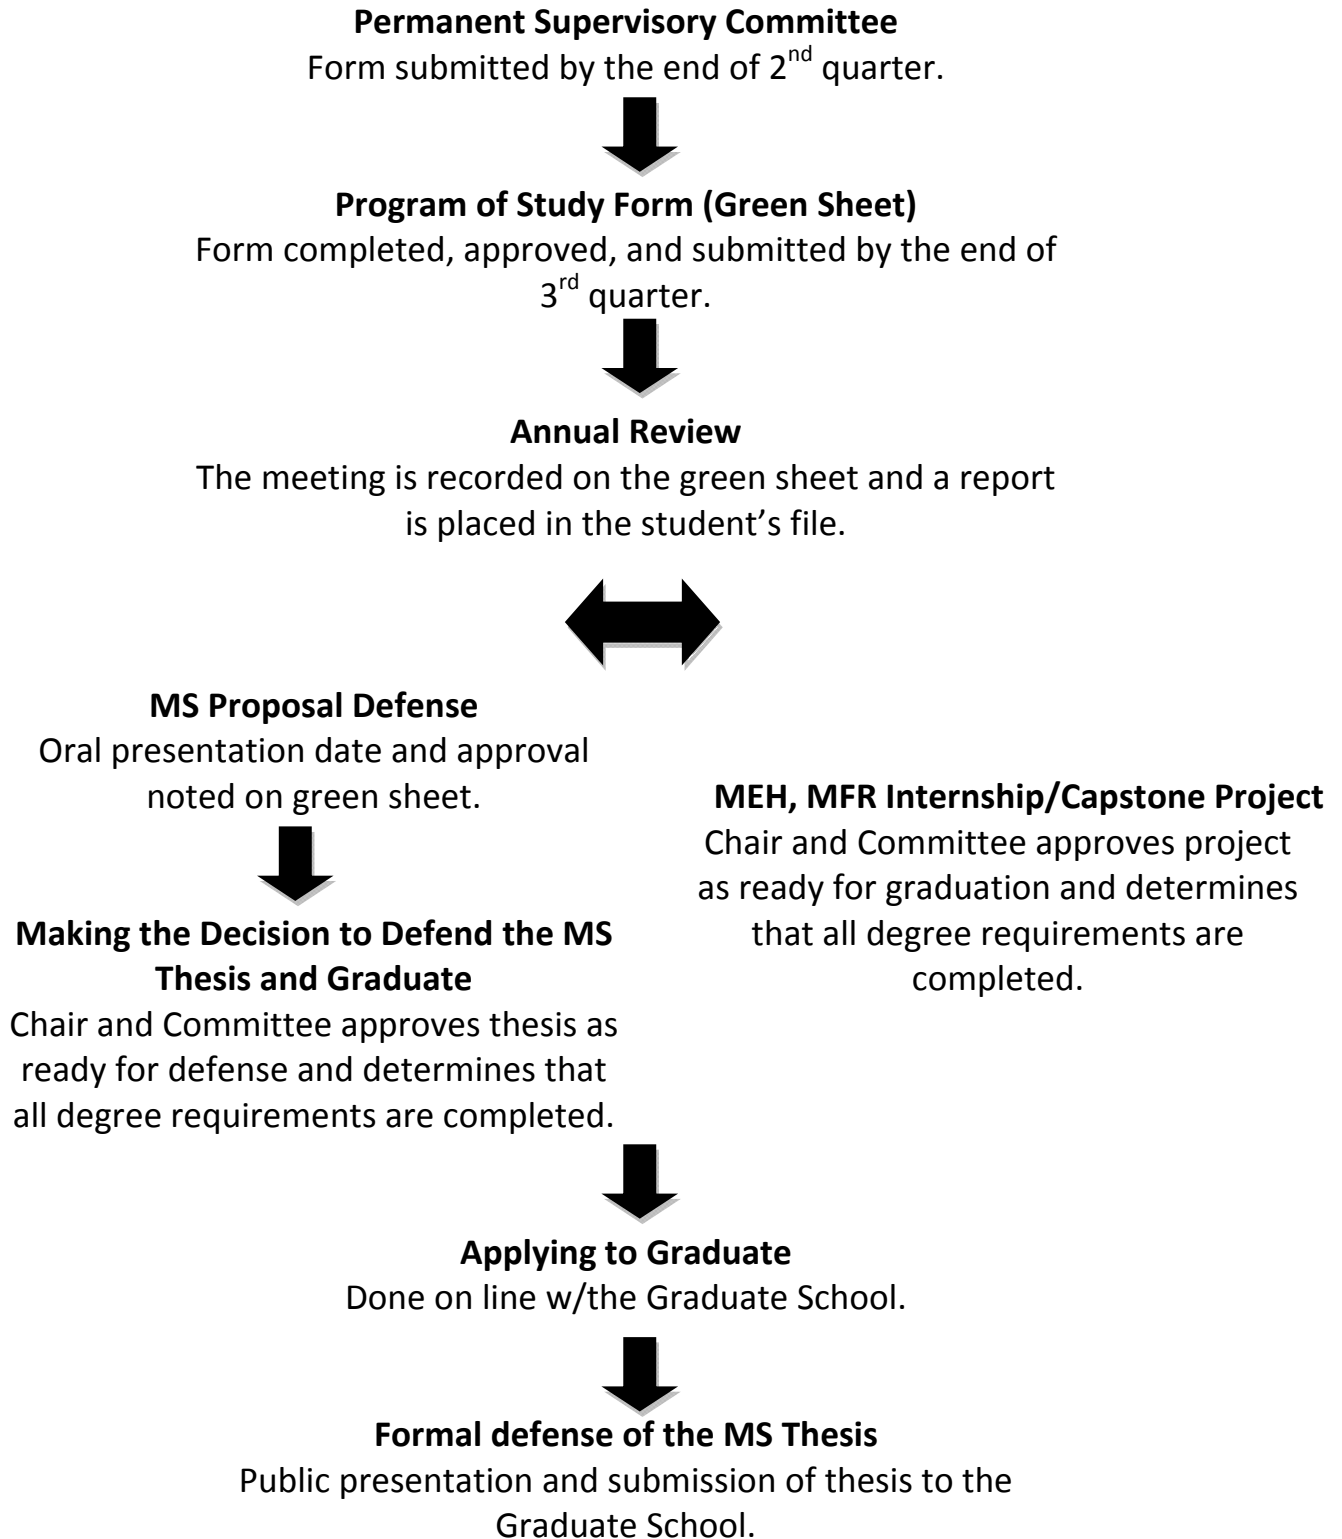 Permanent Supervisory Committee
Form submitted by the end of 2nd quarter.
Program of Study Form (Green Sheet)
Form completed, approved, and submitted by the end of
3rd quarter.
Annual Review
The meeting is recorded on the green sheet and a report
is placed in the student’s file.
MS Proposal Defense
Oral presentation date and approval
noted on green sheet.
Making the Decision to Defend the MS
Thesis and Graduate
Chair and Committee approves thesis as
ready for defense and determines that
all degree requirements are completed.
MEH, MFR Internship/Capstone Project
Chair and Committee approves project
as ready for graduation and determines
that all degree requirements are
completed.
Applying to Graduate
Done on line w/the Graduate School.
Formal defense of the MS Thesis
Public presentation and submission of thesis to the
Graduate School.